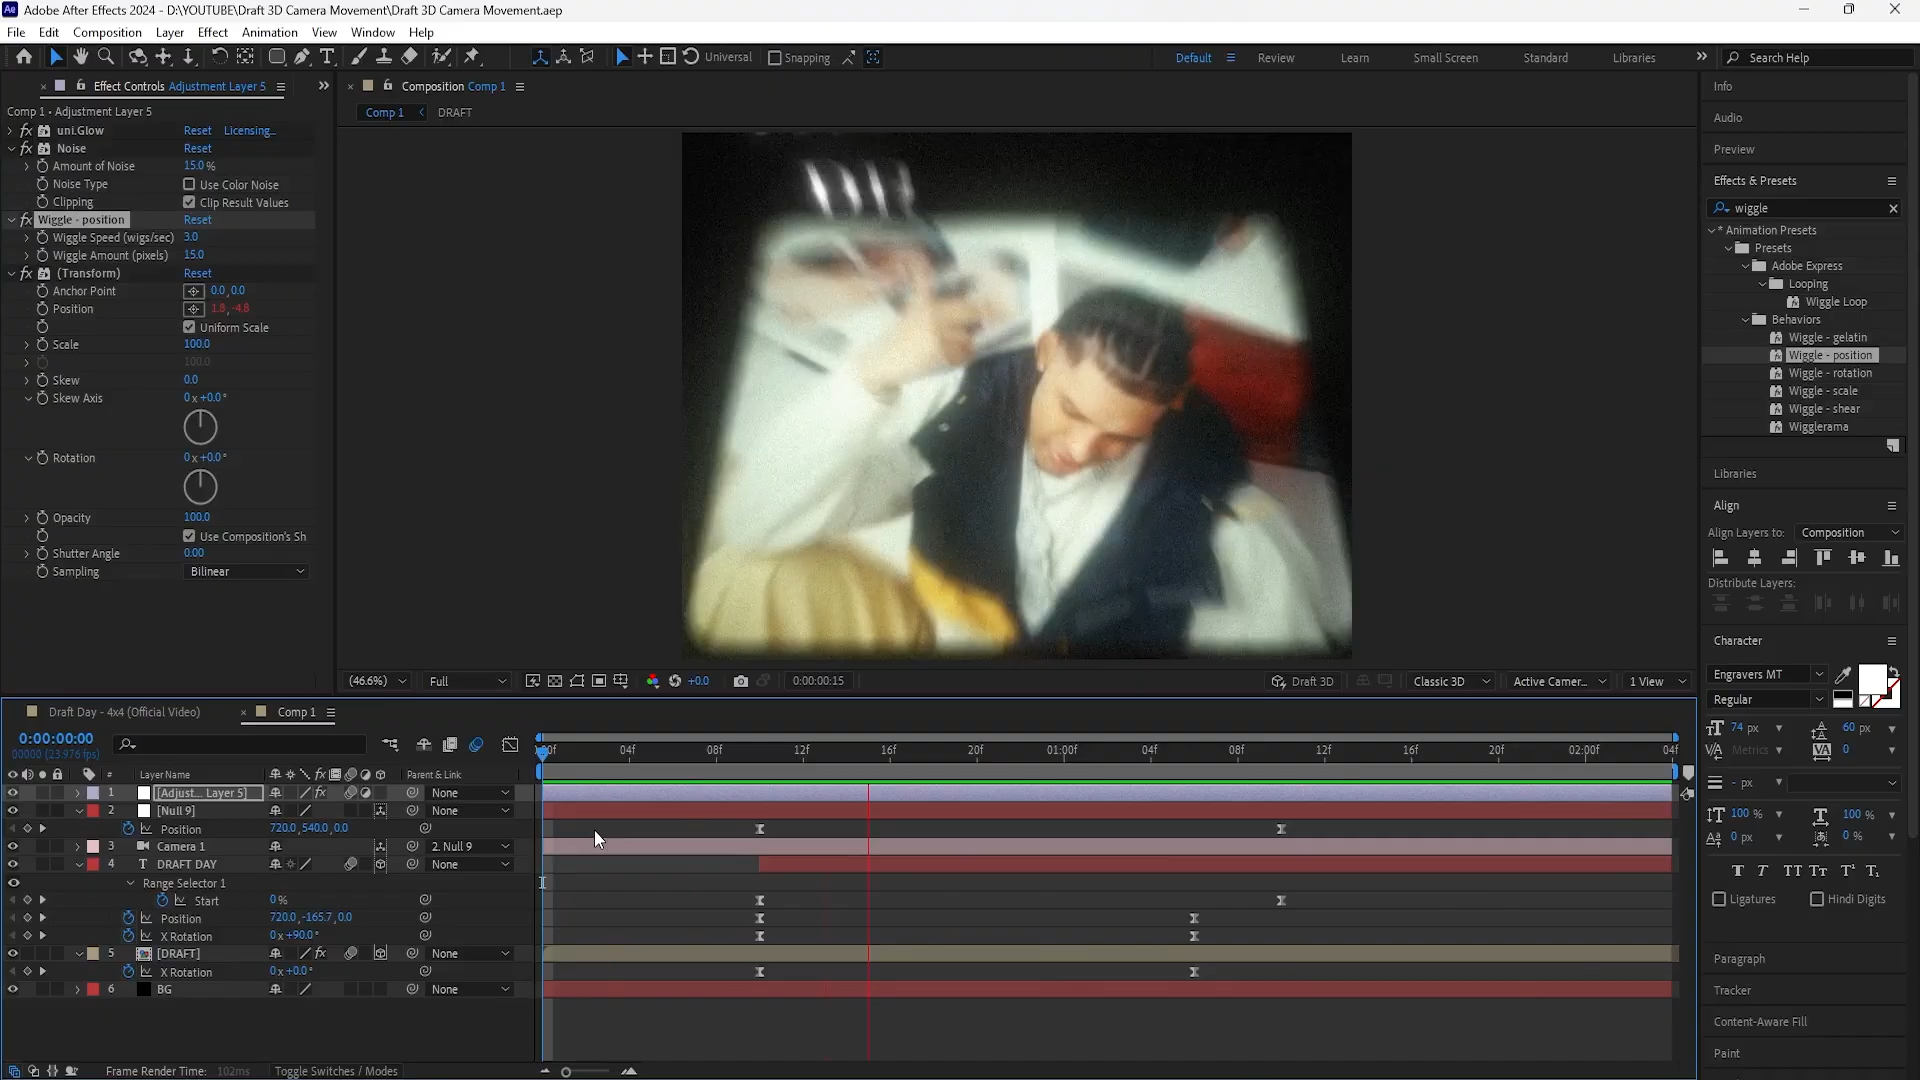 Adobe After Effects 2024 - D:\YOUTUBE\Draft 3D Camera Movement\Draft 3D Camera Movement.aep
File Edit Composition Layer Effect Animation View Window Help
Universal Snapping Default Review Learn Small Screen Standard Libraries Search Help
Effect Controls Adjustment Layer 5
Comp 1 • Adjustment Layer 5
fx uni.Glow Reset Licensing...
fx Noise Reset
Amount of Noise 15.0 %
Noise Type Use Color Noise
Clipping Clip Result Values
fx Wiggle - position Reset
Wiggle Speed (wigs/sec) 3.0
Wiggle Amount (pixels) 15.0
fx (Transform) Reset
Anchor Point 0.0,0.0
Position 1.8,-4.8
Uniform Scale
Scale 100.0
100.0
Skew 0.0
Skew Axis 0x+0.0°
Rotation 0x+0.0°
Opacity 100.0
Use Composition's Sh
Shutter Angle 0.00
Sampling Bilinear
Composition Comp 1
Comp 1 DRAFT
(46.6%) Full +0.0 0:00:00:15 Draft 3D Classic 3D Active Camer... 1 View
Info
Audio
Preview
Effects & Presets
wiggle
* Animation Presets
Presets
Adobe Express
Looping
Wiggle Loop
Behaviors
Wiggle - gelatin
Wiggle - position
Wiggle - rotation
Wiggle - scale
Wiggle - shear
Wigglerama
Libraries
Align
Align Layers to: Composition
Distribute Layers:
Character
Engravers MT
Regular
74 px 60 px
Metrics 0
- px
100 % 100 %
0 px 0 %
T T TT Tт T¹ T₁
Ligatures Hindi Digits
Paragraph
Tracker
Content-Aware Fill
Paint
Draft Day - 4x4 (Official Video) Comp 1
0:00:00:00
00000 (23.976 fps)
:00f 04f 08f 12f 16f 20f 01:00f 04f 08f 12f 16f 20f 02:00f 04f
# Layer Name Parent & Link
1 [Adjust... Layer 5] fx None
2 [Null 9] None
Position 720.0,540.0,0.0
3 Camera 1 2. Null 9
4 T DRAFT DAY None
Range Selector 1
Start 0%
Position 720.0,-165.7,0.0
X Rotation 0x+90.0°
5 [DRAFT] fx None
X Rotation 0x+0.0°
6 BG None
Frame Render Time: 102ms Toggle Switches / Modes